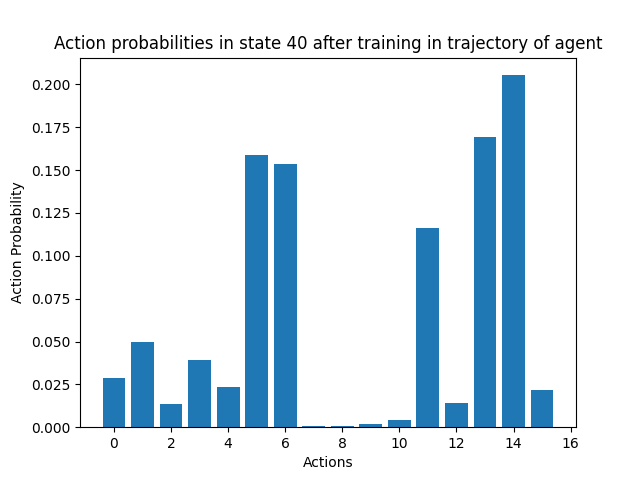 Action probabilities in state 40 after training in trajectory of agent
0.200
0.175
0.150
0.125
0.100
0.075
0.050
0.025
0.000
Action Probability
0 2 4 6 8 10 12 14 16
Actions